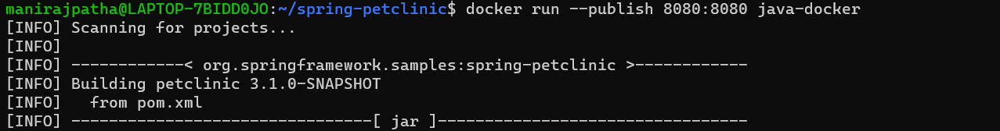 manirajpatha@LAPTOP-7BIDD0JO:~/spring-petclinic$ docker run --publish 8080:8080 java-docker
[INFO] Scanning for projects...
[INFO]
[INFO] ------------< org.springframework.samples:spring-petclinic >------------
[INFO] Building petclinic 3.1.0-SNAPSHOT
[INFO]   from pom.xml
[INFO] --------------------------------[ jar ]---------------------------------